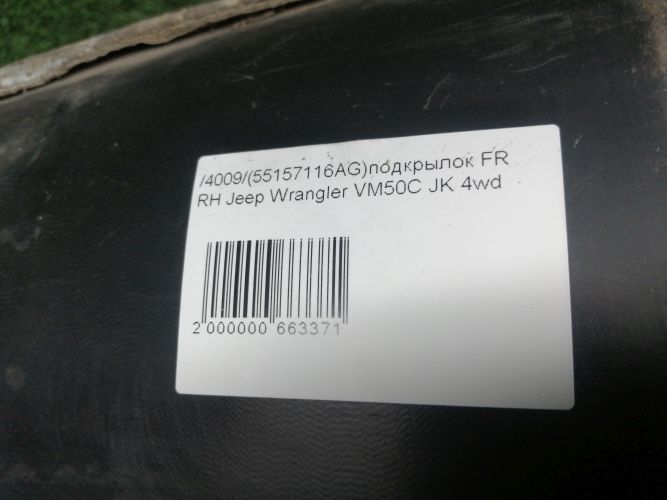 /4009/(55157116AG)подкрылок FR
RH Jeep Wrangler VM50C JK 4wd
2 000000 663371